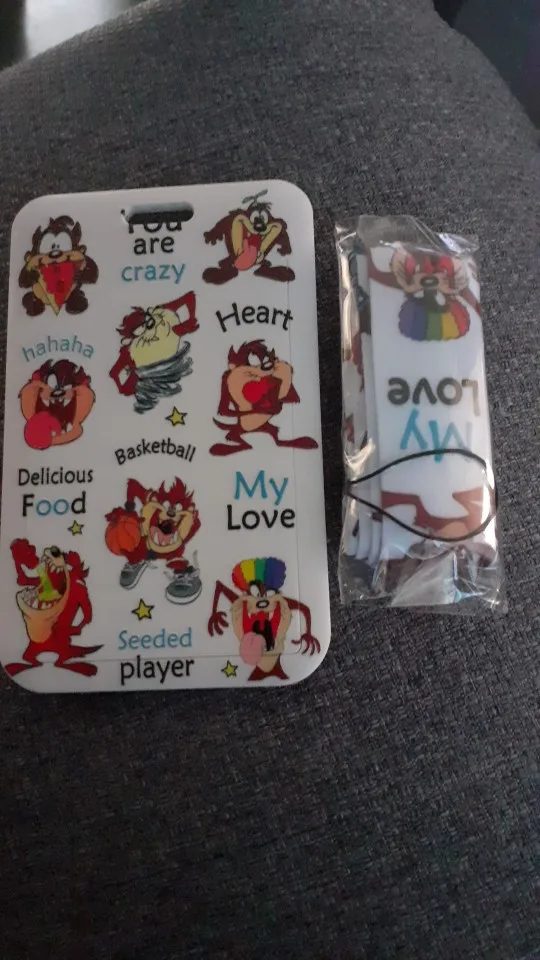 You
are
crazy
hahaha
Heart
Basketball
Delicious
Food
My
Love
Seeded
player
My
Love